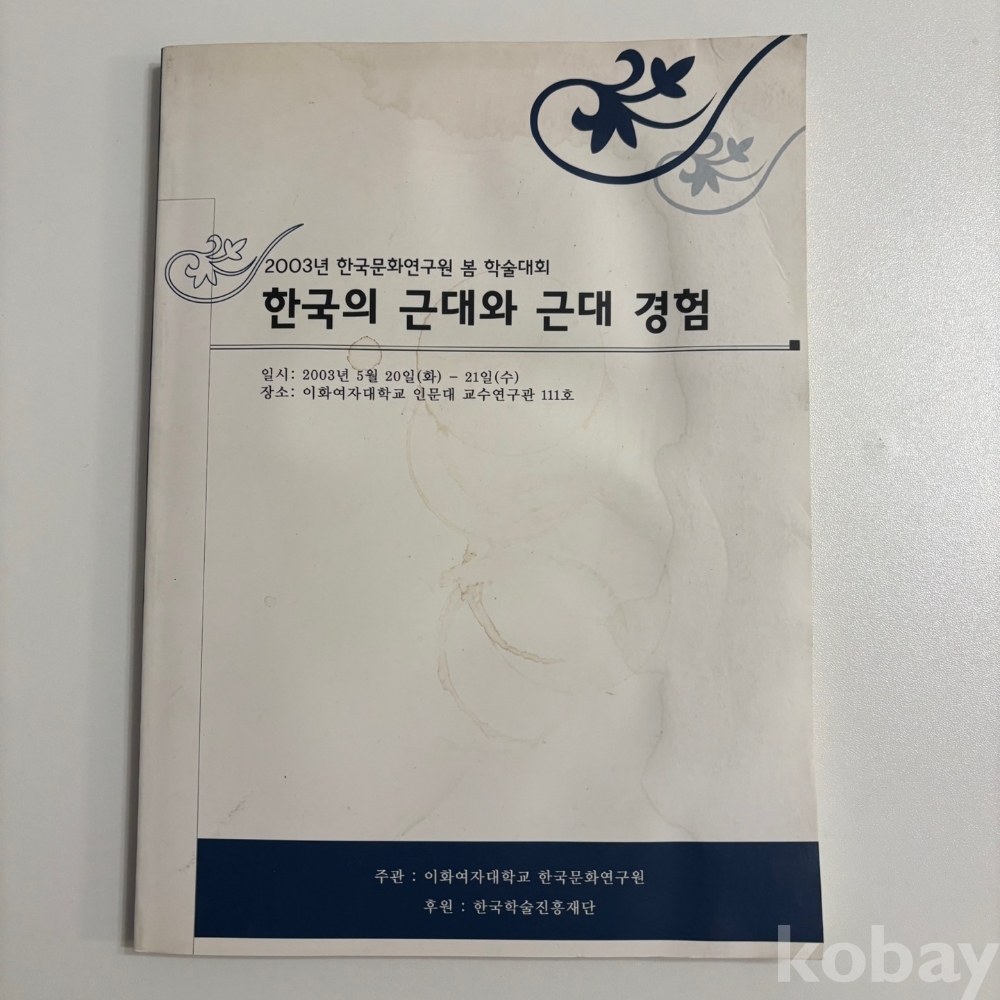 2003년 한국문화연구원 봄 학술대회
한국의 근대와 근대 경험
일시: 2003년 5월 20일(화) - 21일(수)
장소: 이화여자대학교 인문대 교수연구관 111호
주관 : 이화여자대학교 한국문화연구원
후원 : 한국학술진흥재단
kobay